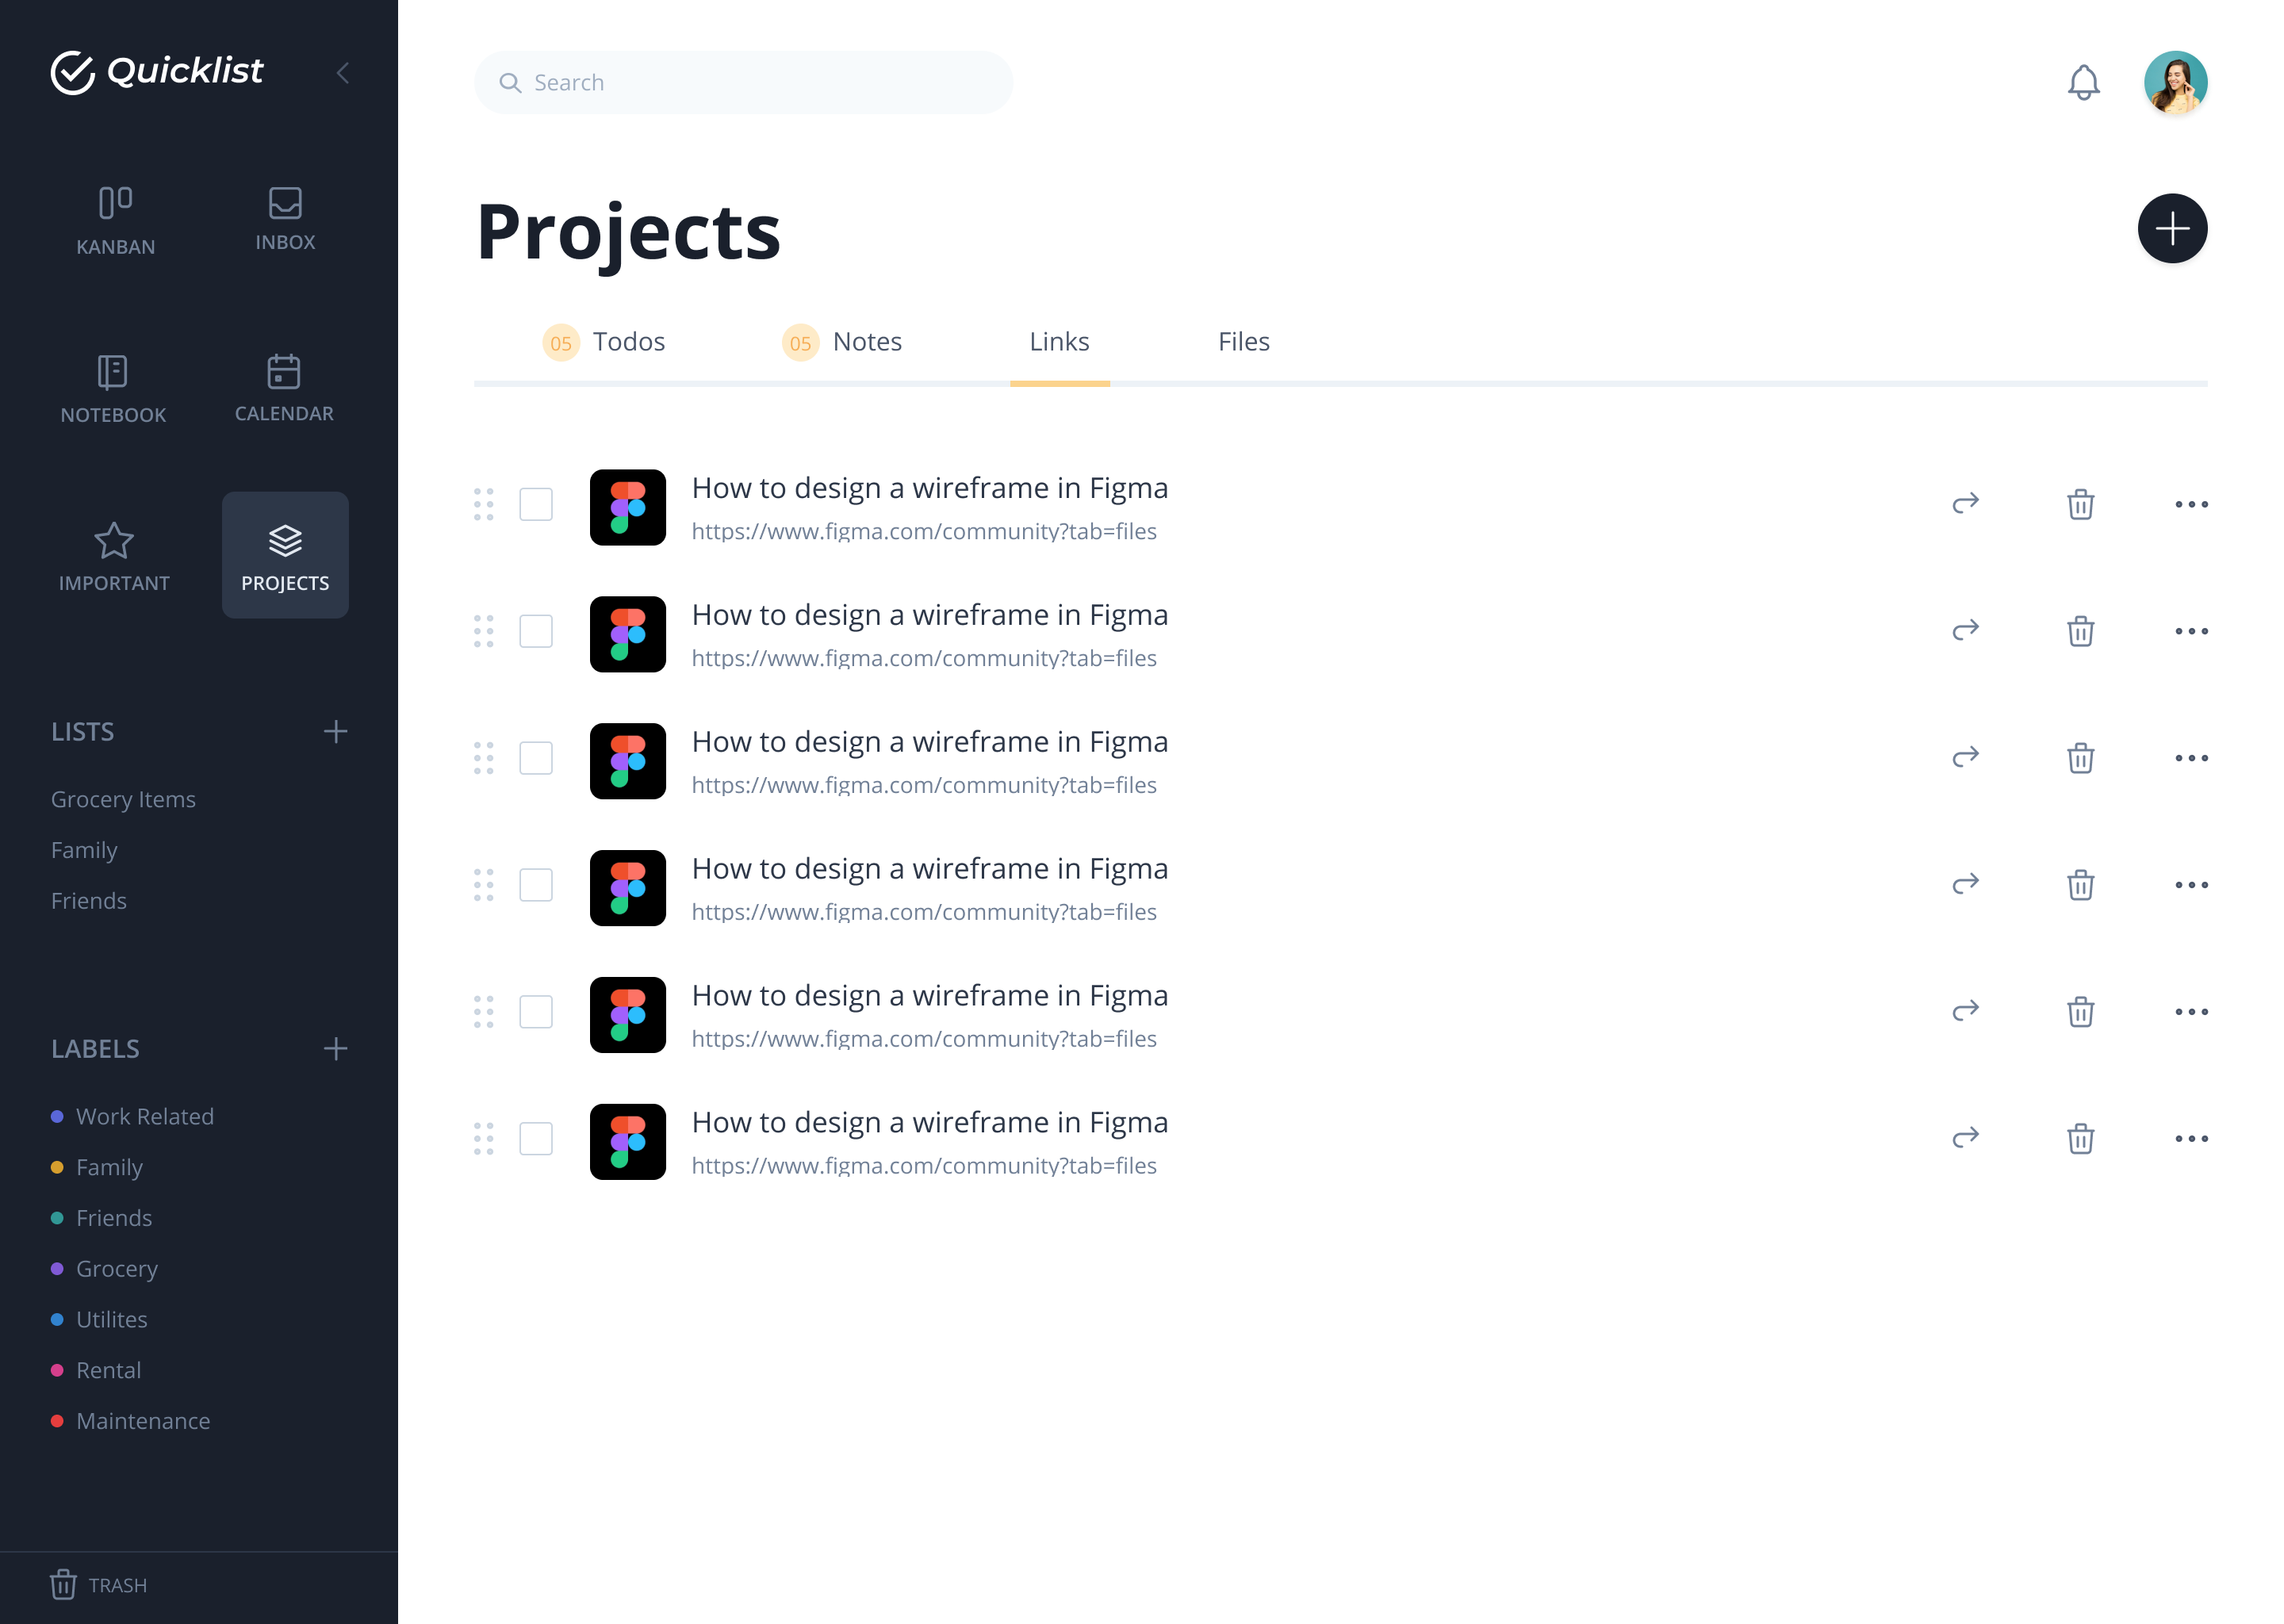 Quicklist
KANBAN
INBOX
NOTEBOOK
CALENDAR
IMPORTANT
PROJECTS
LISTS
Grocery Items
Family
Friends
LABELS
Work Related
Family
Friends
Grocery
Utilites
Rental
Maintenance
TRASH
Search
Projects
05 Todos
05 Notes
Links
Files
How to design a wireframe in Figma
https://www.figma.com/community?tab=files
How to design a wireframe in Figma
https://www.figma.com/community?tab=files
How to design a wireframe in Figma
https://www.figma.com/community?tab=files
How to design a wireframe in Figma
https://www.figma.com/community?tab=files
How to design a wireframe in Figma
https://www.figma.com/community?tab=files
How to design a wireframe in Figma
https://www.figma.com/community?tab=files